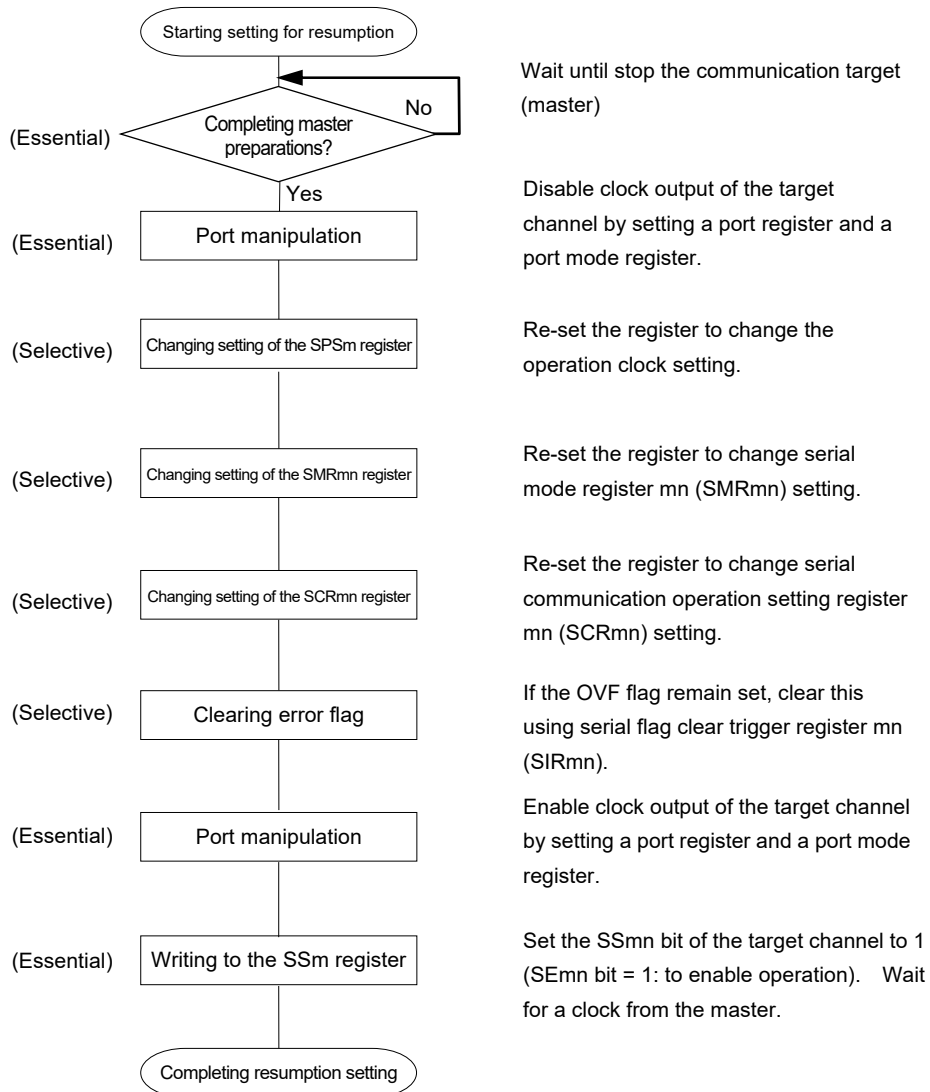 Starting setting for resumption
Wait until stop the communication target
(master)
No
(Essential)
Completing master
preparations?
Yes
Disable clock output of the target
channel by setting a port register and a
port mode register.
(Essential)
Port manipulation
Re-set the register to change the
operation clock setting.
(Selective)
Changing setting of the SPSm register
Re-set the register to change serial
mode register mn (SMRmn) setting.
(Selective)
Changing setting of the SMRmn register
Re-set the register to change serial
communication operation setting register
mn (SCRmn) setting.
(Selective)
Changing setting of the SCRmn register
If the OVF flag remain set, clear this
using serial flag clear trigger register mn
(SIRmn).
(Selective)
Clearing error flag
Enable clock output of the target channel
by setting a port register and a port mode
register.
(Essential)
Port manipulation
Set the SSmn bit of the target channel to 1
(SEmn bit = 1: to enable operation). Wait
for a clock from the master.
(Essential)
Writing to the SSm register
Completing resumption setting